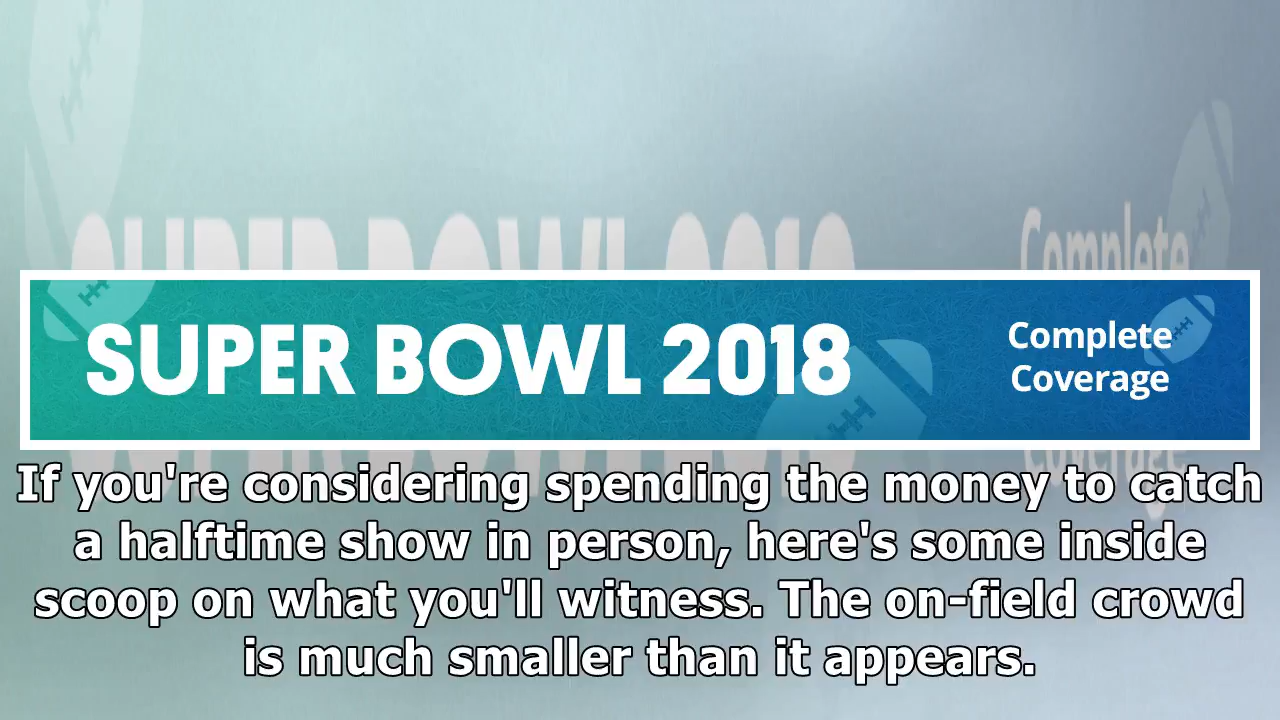 SUPER BOWL 2018
Complete
Coverage
If you're considering spending the money to catch
a halftime show in person, here's some inside
scoop on what you'll witness. The on-field crowd
is much smaller than it appears.